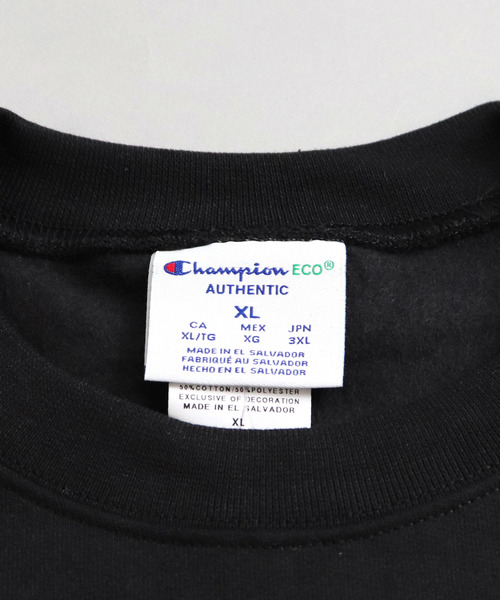 Champion ECO®
AUTHENTIC
XL
CA MEX JPN
XL/TG XG 3XL
MADE IN EL SALVADOR
FABRIQUÉ AU SALVADOR
HECHO EN EL SALVADOR
50%COTTON/50%POLYESTER
EXCLUSIVE OF DECORATION
MADE IN EL SALVADOR
XL